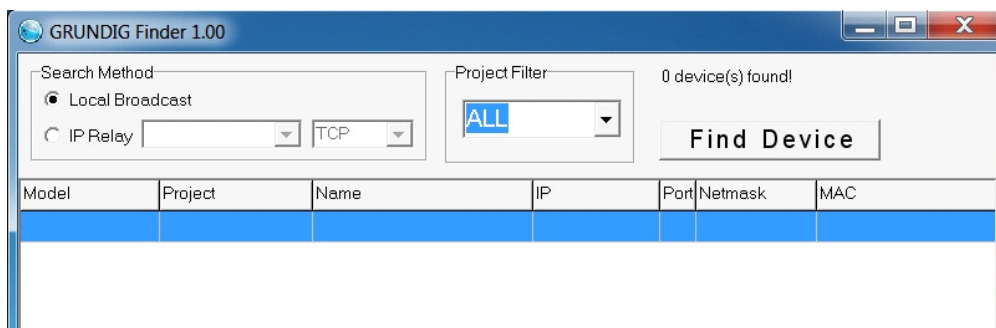 GRUNDIG Finder 1.00
Search Method
Local Broadcast
IP Relay
TCP
Project Filter
ALL
0 device(s) found!
Find Device
Model Project Name IP Port Netmask MAC